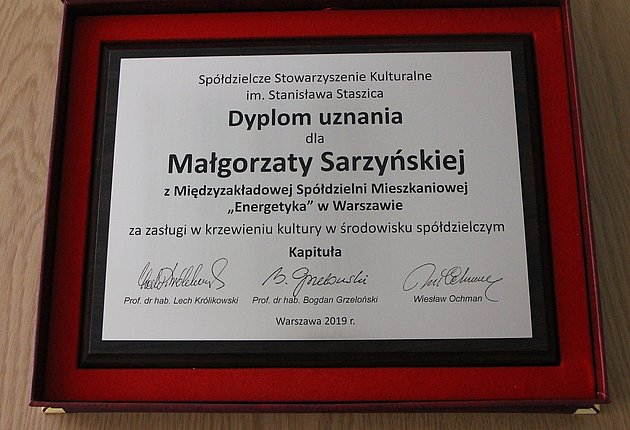 Spółdzielcze Stowarzyszenie Kulturalne
im. Stanisława Staszica
Dyplom uznania
dla
Małgorzaty Sarzyńskiej
z Międzyzakładowej Spółdzielni Mieszkaniowej
„Energetyka” w Warszawie
za zasługi w krzewieniu kultury w środowisku spółdzielczym
Kapituła
B. Grzeloński
Prof. dr hab. Lech Królikowski Prof. dr hab. Bogdan Grzeloński Wiesław Ochman
Warszawa 2019 r.